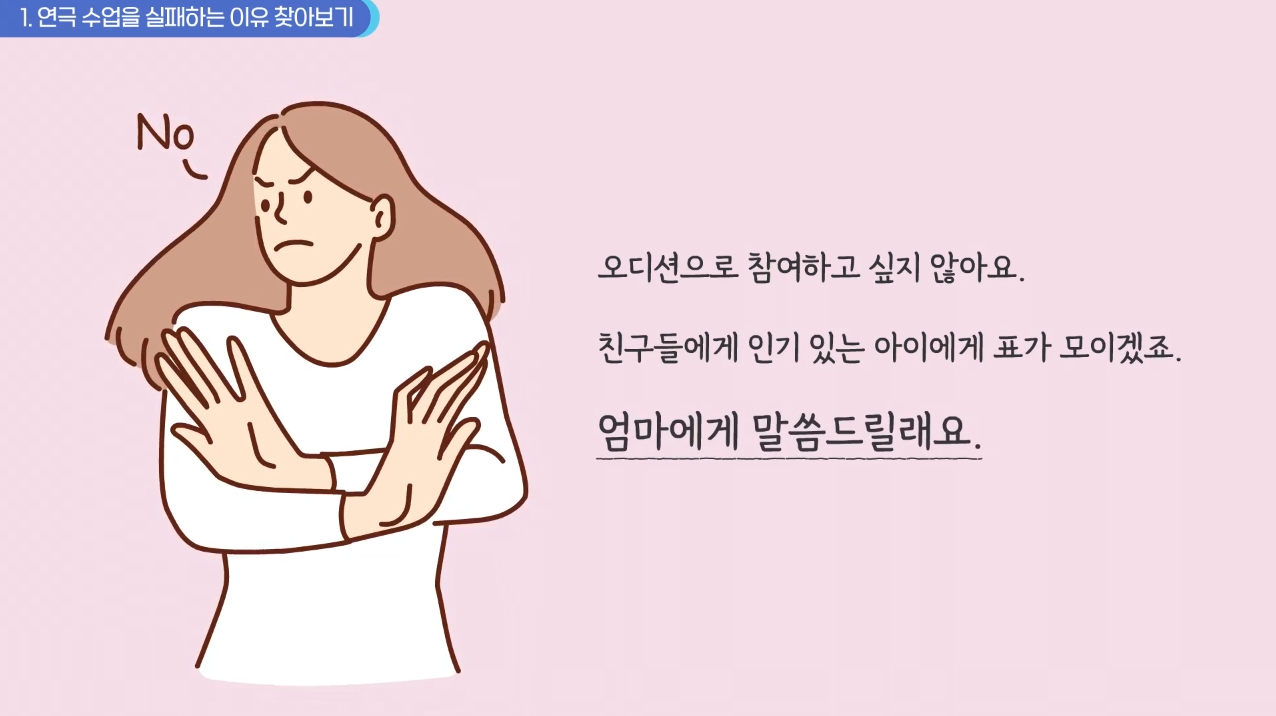 1. 연극 수업을 실패하는 이유 찾아보기
No
오디션으로 참여하고 싶지 않아요.
친구들에게 인기 있는 아이에게 표가 모이겠죠.
엄마에게 말씀드릴래요.